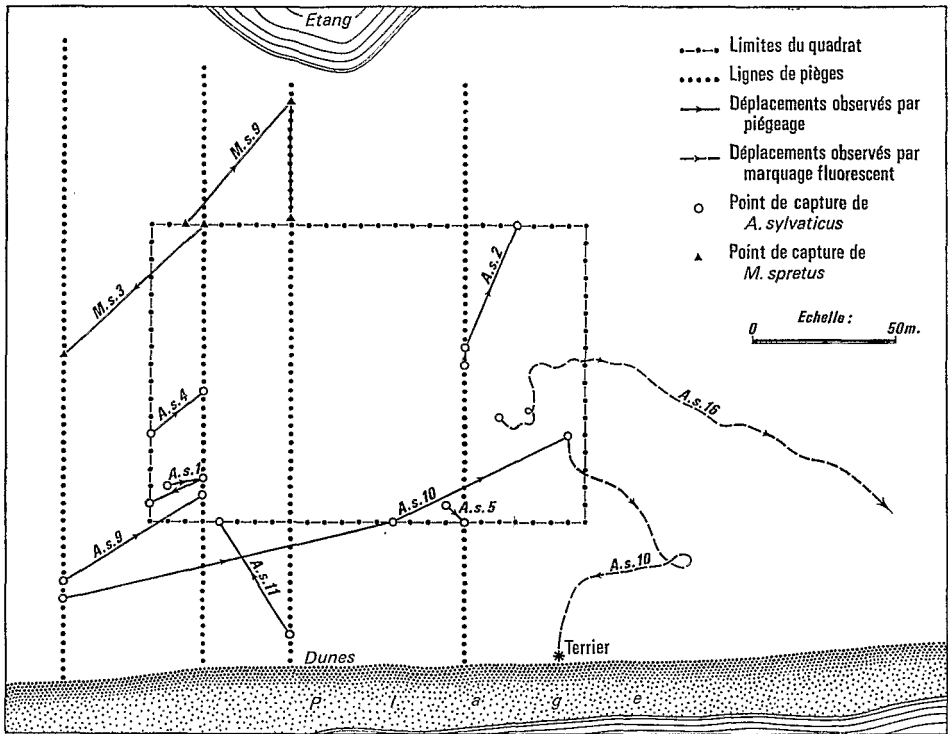 Etang
Limites du quadrat
Lignes de pièges
Déplacements observés par
piégeage
Déplacements observés par
marquage fluorescent
Point de capture de
A. sylvaticus
Point de capture de
M. spretus
Echelle :
0 50m.
M.s.9
M.s.3
A.s.2
A.s.4
A.s.16
A.s.1
A.s.10
A.s.5
A.s.9
A.s.11
A.s.10
Terrier
Dunes
P l a g e